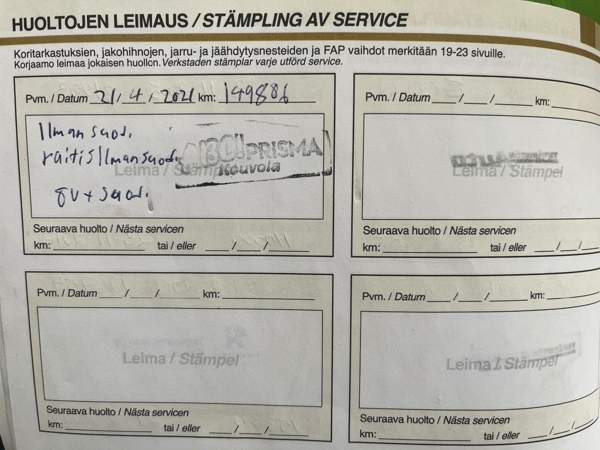 HUOLTOJEN LEIMAUS / STÄMPLING AV SERVICE
Koritarkastuksien, jakohihnojen, jarru- ja jäähdytysnesteiden ja FAP vaihdot merkitään 19-23 sivuille.
Korjaamo leimaa jokaisen huollon. Verkstaden stämplar varje utförd service.
Pvm. / Datum 21 / 4 / 2021 km: 149886
Ilmansuod.
raitisIlmansuod.
öV + suod.
Leima / Stämpel
ABC! PRISMA
Kouvola
Seuraava huolto / Nästa servicen
km: tai / eller / /
Pvm. / Datum / / km:
Leima / Stämpel
Seuraava huolto / Nästa servicen
km: tai / eller / /
Pvm. / Datum / / km:
Leima / Stämpel
Seuraava huolto / Nästa servicen
km: tai / eller / /
Pvm. / Datum / / km:
Leima / Stämpel
Seuraava huolto / Nästa servicen
km: tai / eller / /